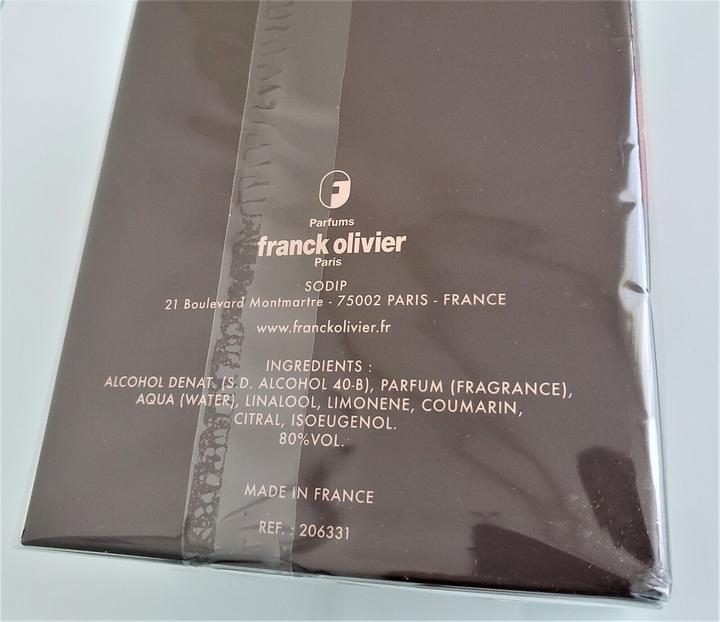 F
Parfums
franck olivier
Paris
SODIP
21 Boulevard Montmartre - 75002 PARIS - FRANCE
www.franckolivier.fr
INGREDIENTS :
ALCOHOL DENAT. (S.D. ALCOHOL 40-B), PARFUM (FRAGRANCE),
AQUA (WATER), LINALOOL, LIMONENE, COUMARIN,
CITRAL, ISOEUGENOL.
80%VOL.
MADE IN FRANCE
REF. : 206331